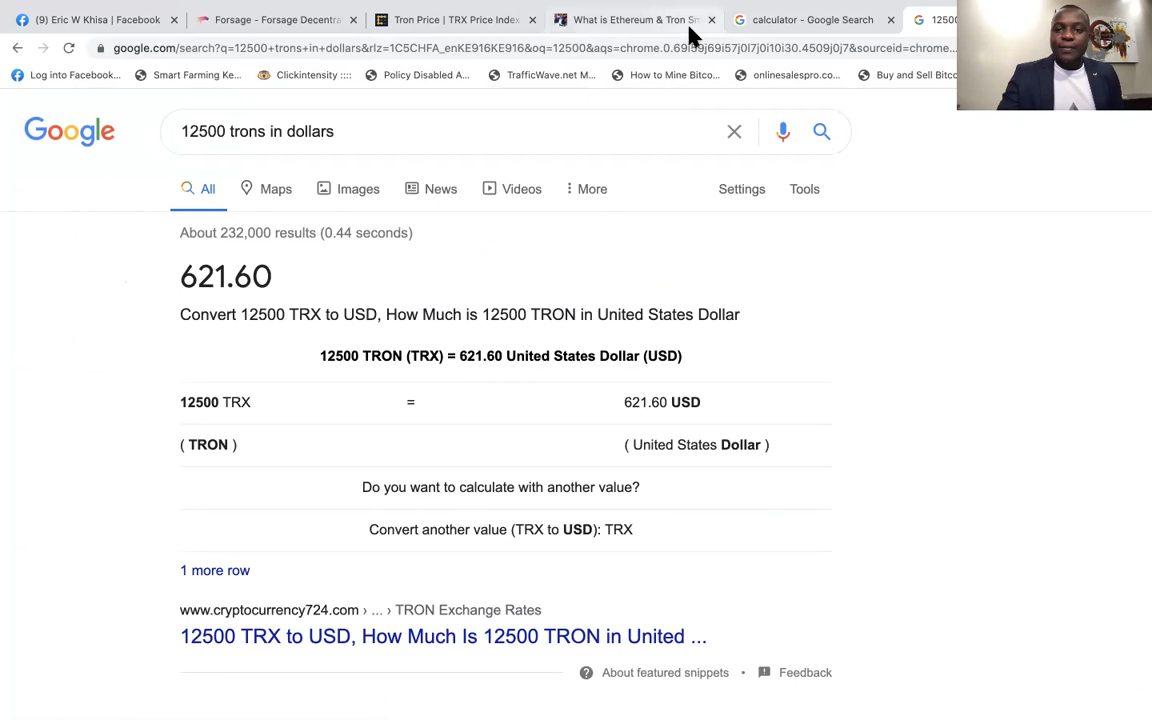 (9) Eric W Khisa | Facebook
Forsage - Forsage Decentra
Tron Price | TRX Price Index
What is Ethereum & Tron Sm
calculator - Google Search
1250
google.com/search?q=12500+trons+in+dollars&rlz=1C5CHFA_enKE916KE916&oq=12500&aqs=chrome.0.69i59j69i57j0l7j0i10i30.4509j0j7&sourceid=chrome...
Log into Facebook...
Smart Farming Ke...
Clickintensity ::::
Policy Disabled A...
TrafficWave.net M...
How to Mine Bitco...
onlinesalespro.co...
Buy and Sell Bitco
Google
12500 trons in dollars
All
Maps
Images
News
Videos
More
Settings
Tools
About 232,000 results (0.44 seconds)
621.60
Convert 12500 TRX to USD, How Much is 12500 TRON in United States Dollar
12500 TRON (TRX) = 621.60 United States Dollar (USD)
12500 TRX = 621.60 USD
( TRON ) ( United States Dollar )
Do you want to calculate with another value?
Convert another value (TRX to USD): TRX
1 more row
www.cryptocurrency724.com › ... › TRON Exchange Rates
12500 TRX to USD, How Much Is 12500 TRON in United ...
About featured snippets • Feedback